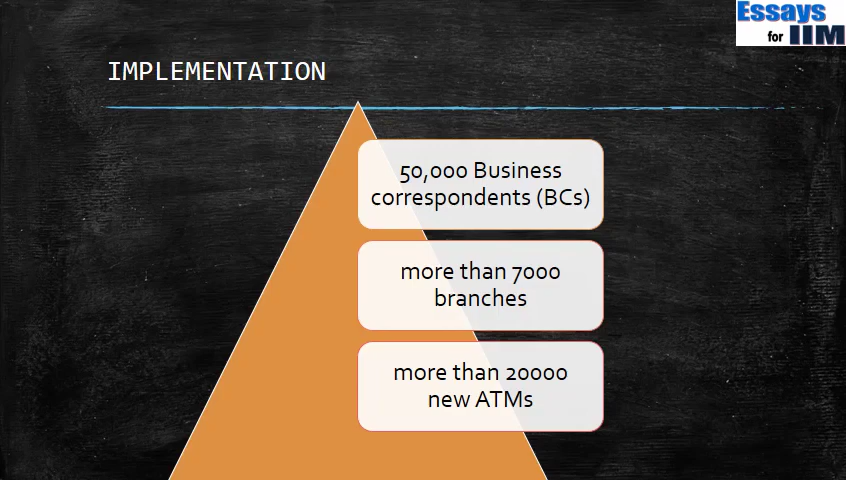 Essays
for IIM
IMPLEMENTATION
50,000 Business
correspondents (BCs)
more than 7000
branches
more than 20000
new ATMs